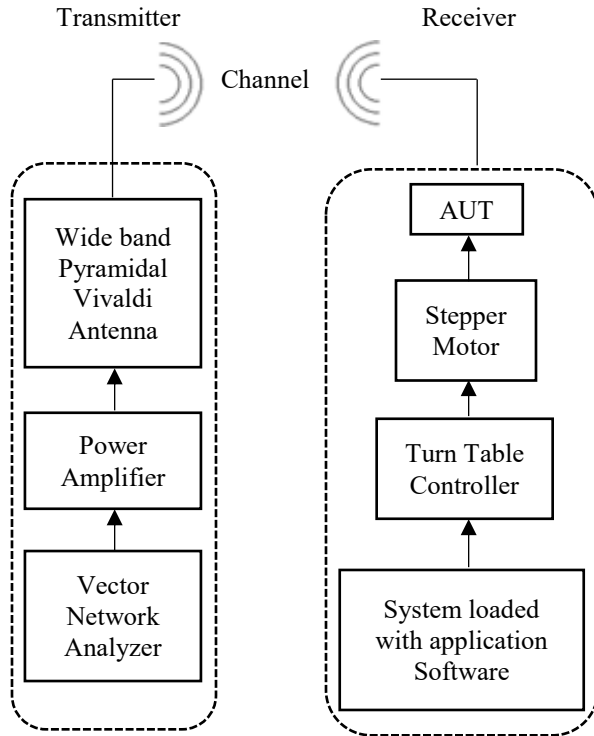 Transmitter
Receiver
Channel
Wide band
Pyramidal
Vivaldi
Antenna
Power
Amplifier
Vector
Network
Analyzer
AUT
Stepper
Motor
Turn Table
Controller
System loaded
with application
Software